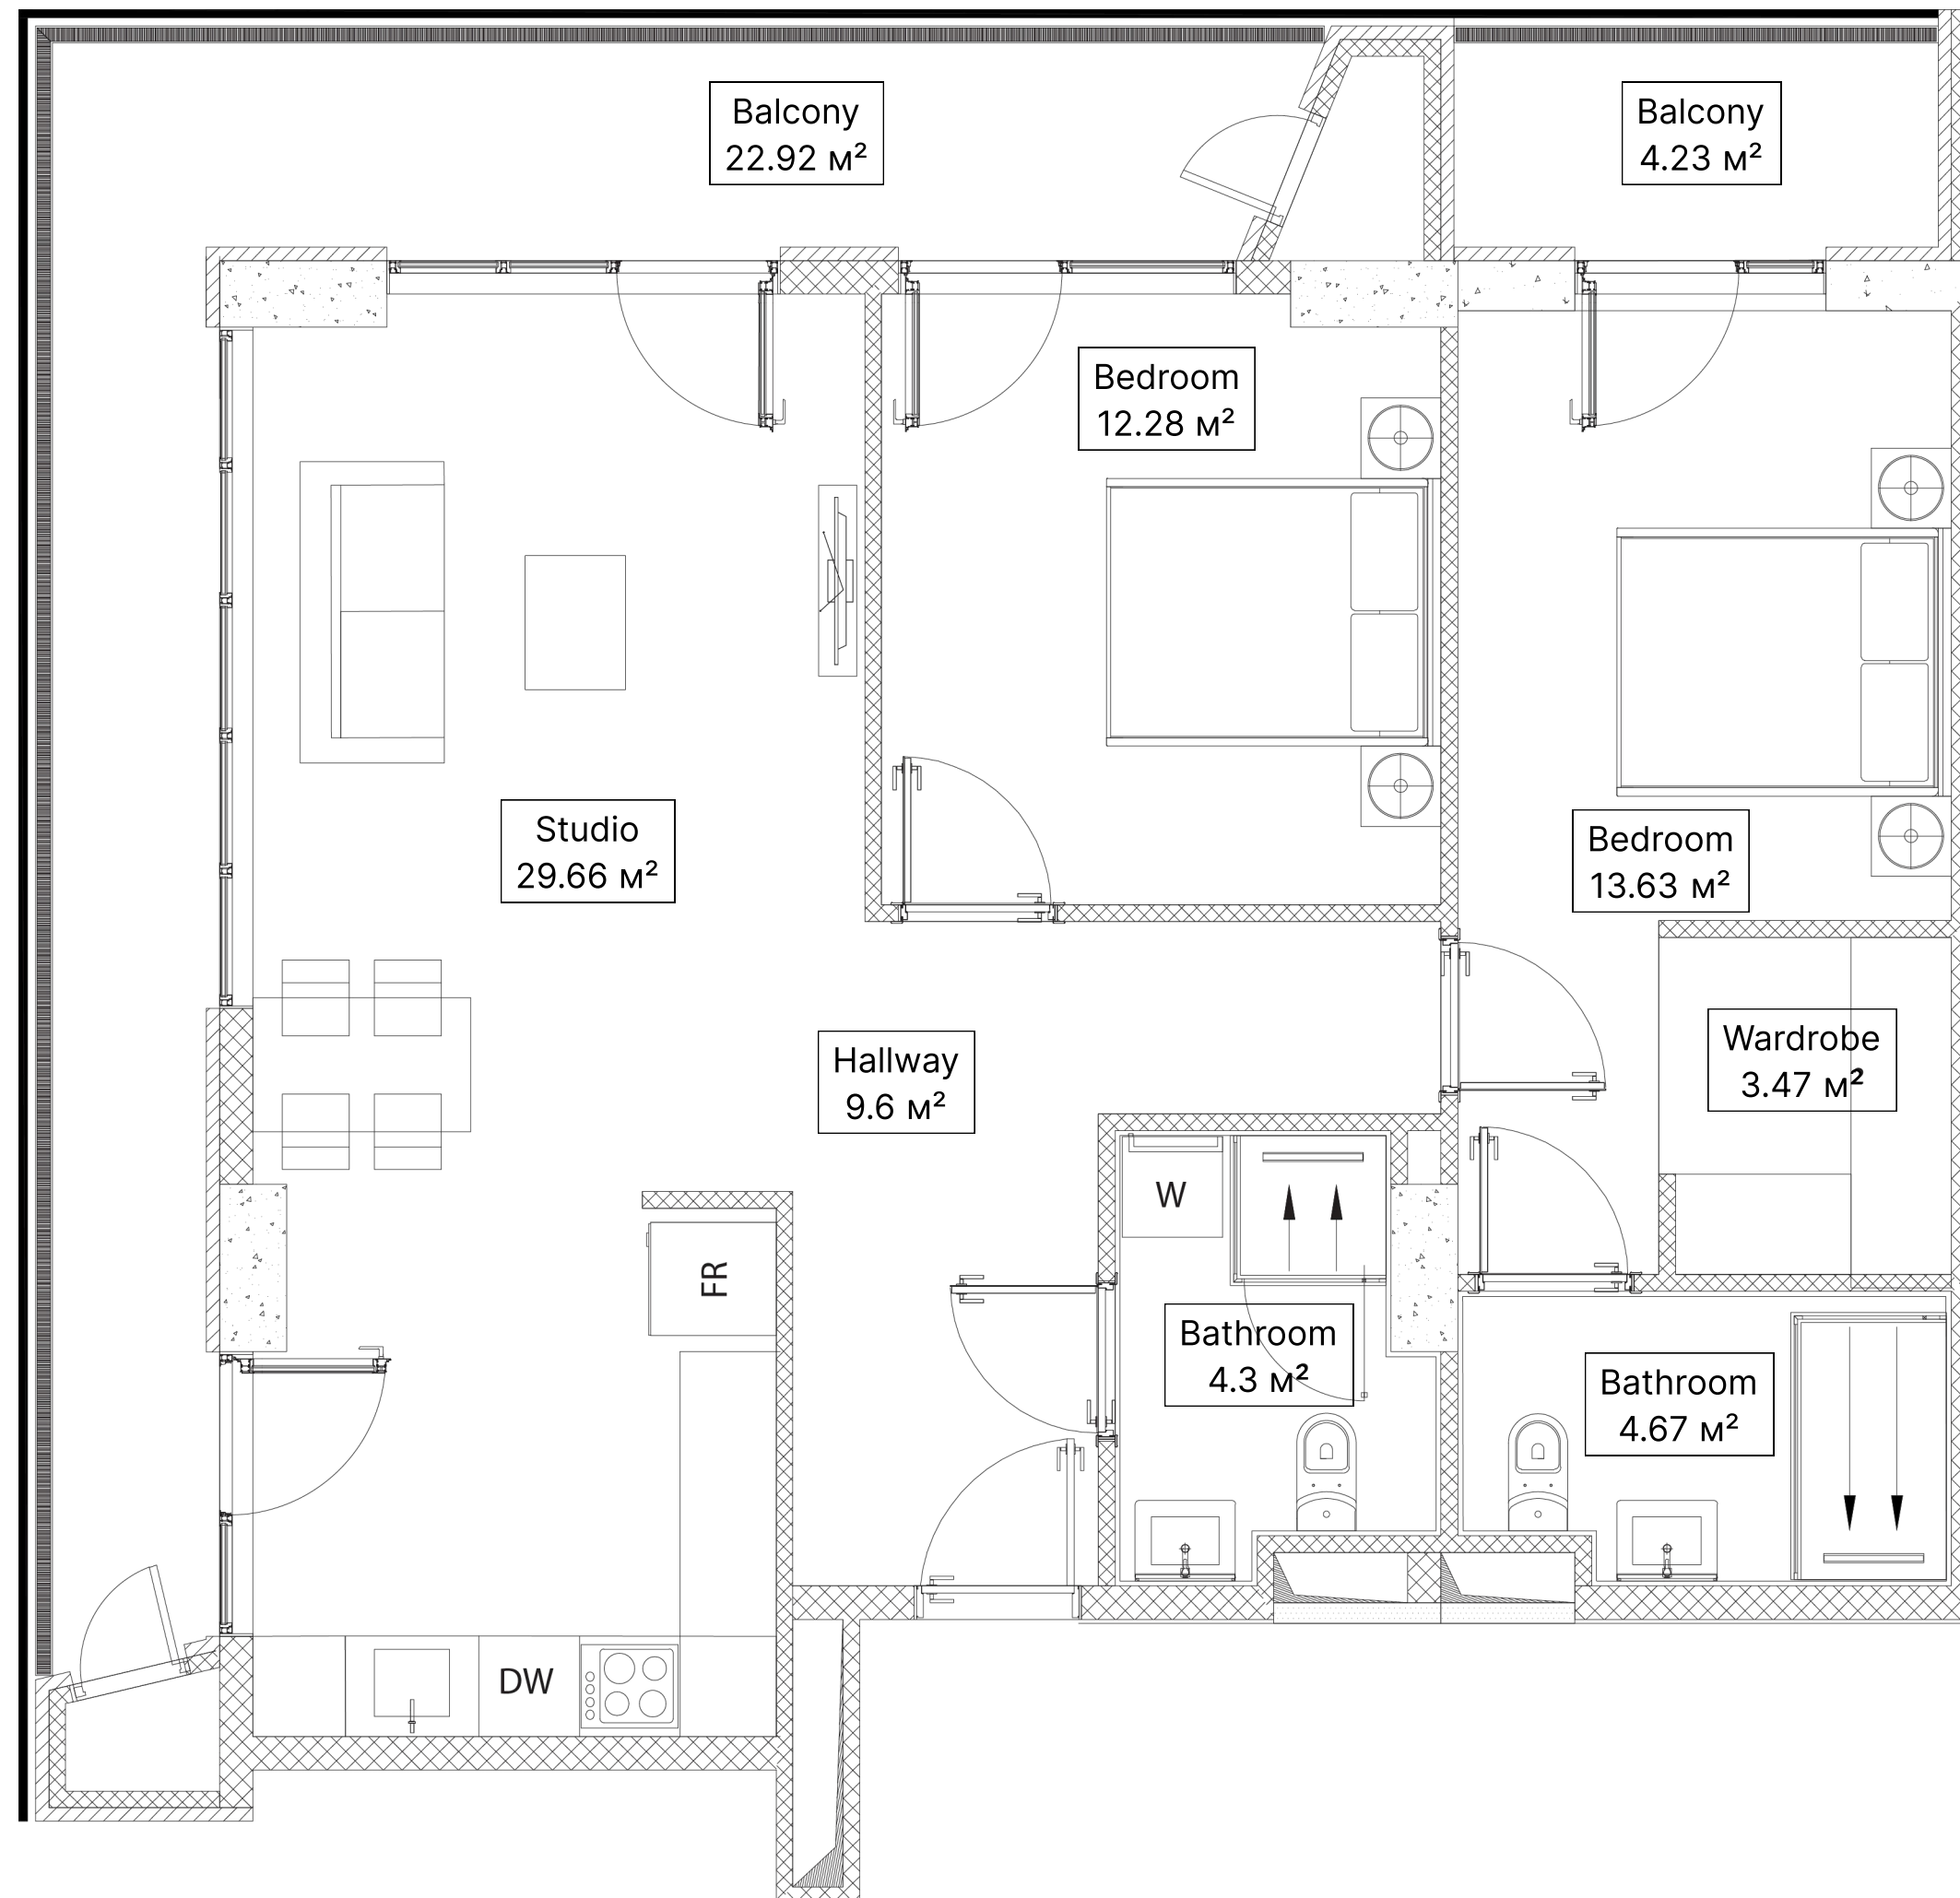 Balcony
22.92 м²
Balcony
4.23 м²
Bedroom
12.28 м²
Studio
29.66 м²
Bedroom
13.63 м²
Hallway
9.6 м²
Wardrobe
3.47 м²
W
FR
Bathroom
4.3 м²
Bathroom
4.67 м²
DW